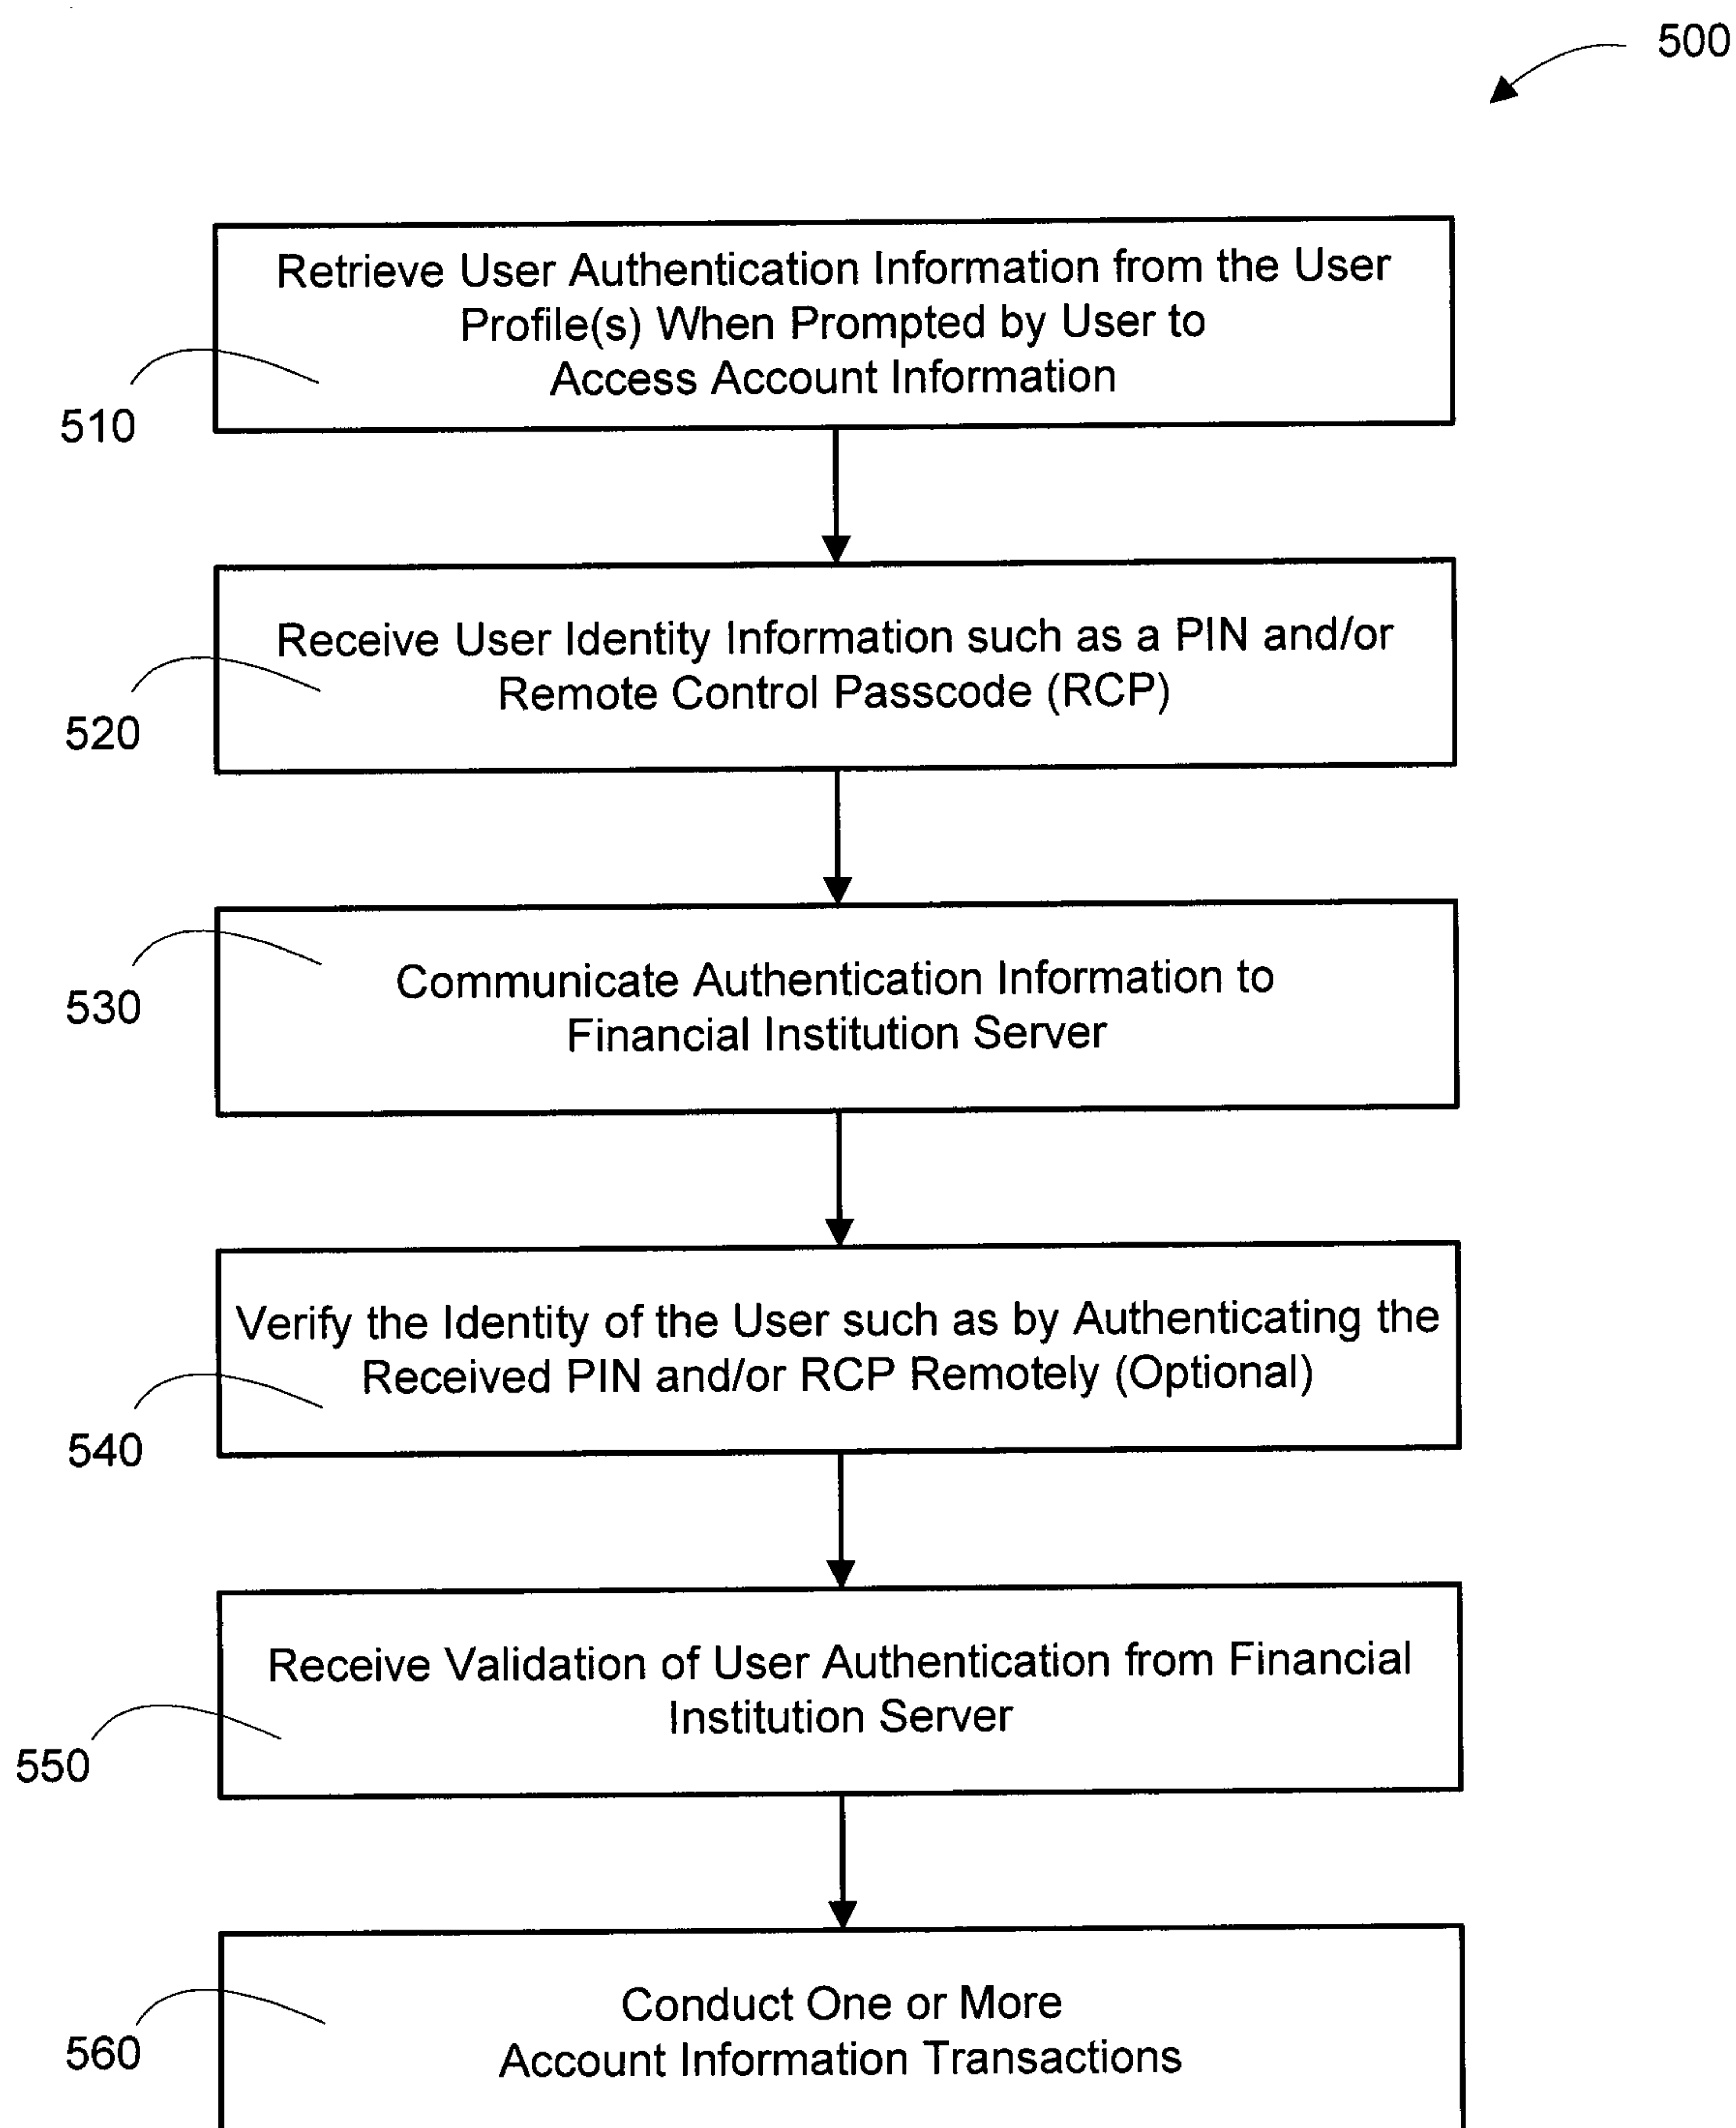 500
Retrieve User Authentication Information from the User
Profile(s) When Prompted by User to
Access Account Information
510
Receive User Identity Information such as a PIN and/or
Remote Control Passcode (RCP)
520
Communicate Authentication Information to
Financial Institution Server
530
Verify the Identity of the User such as by Authenticating the
Received PIN and/or RCP Remotely (Optional)
540
Receive Validation of User Authentication from Financial
Institution Server
550
Conduct One or More
Account Information Transactions
560